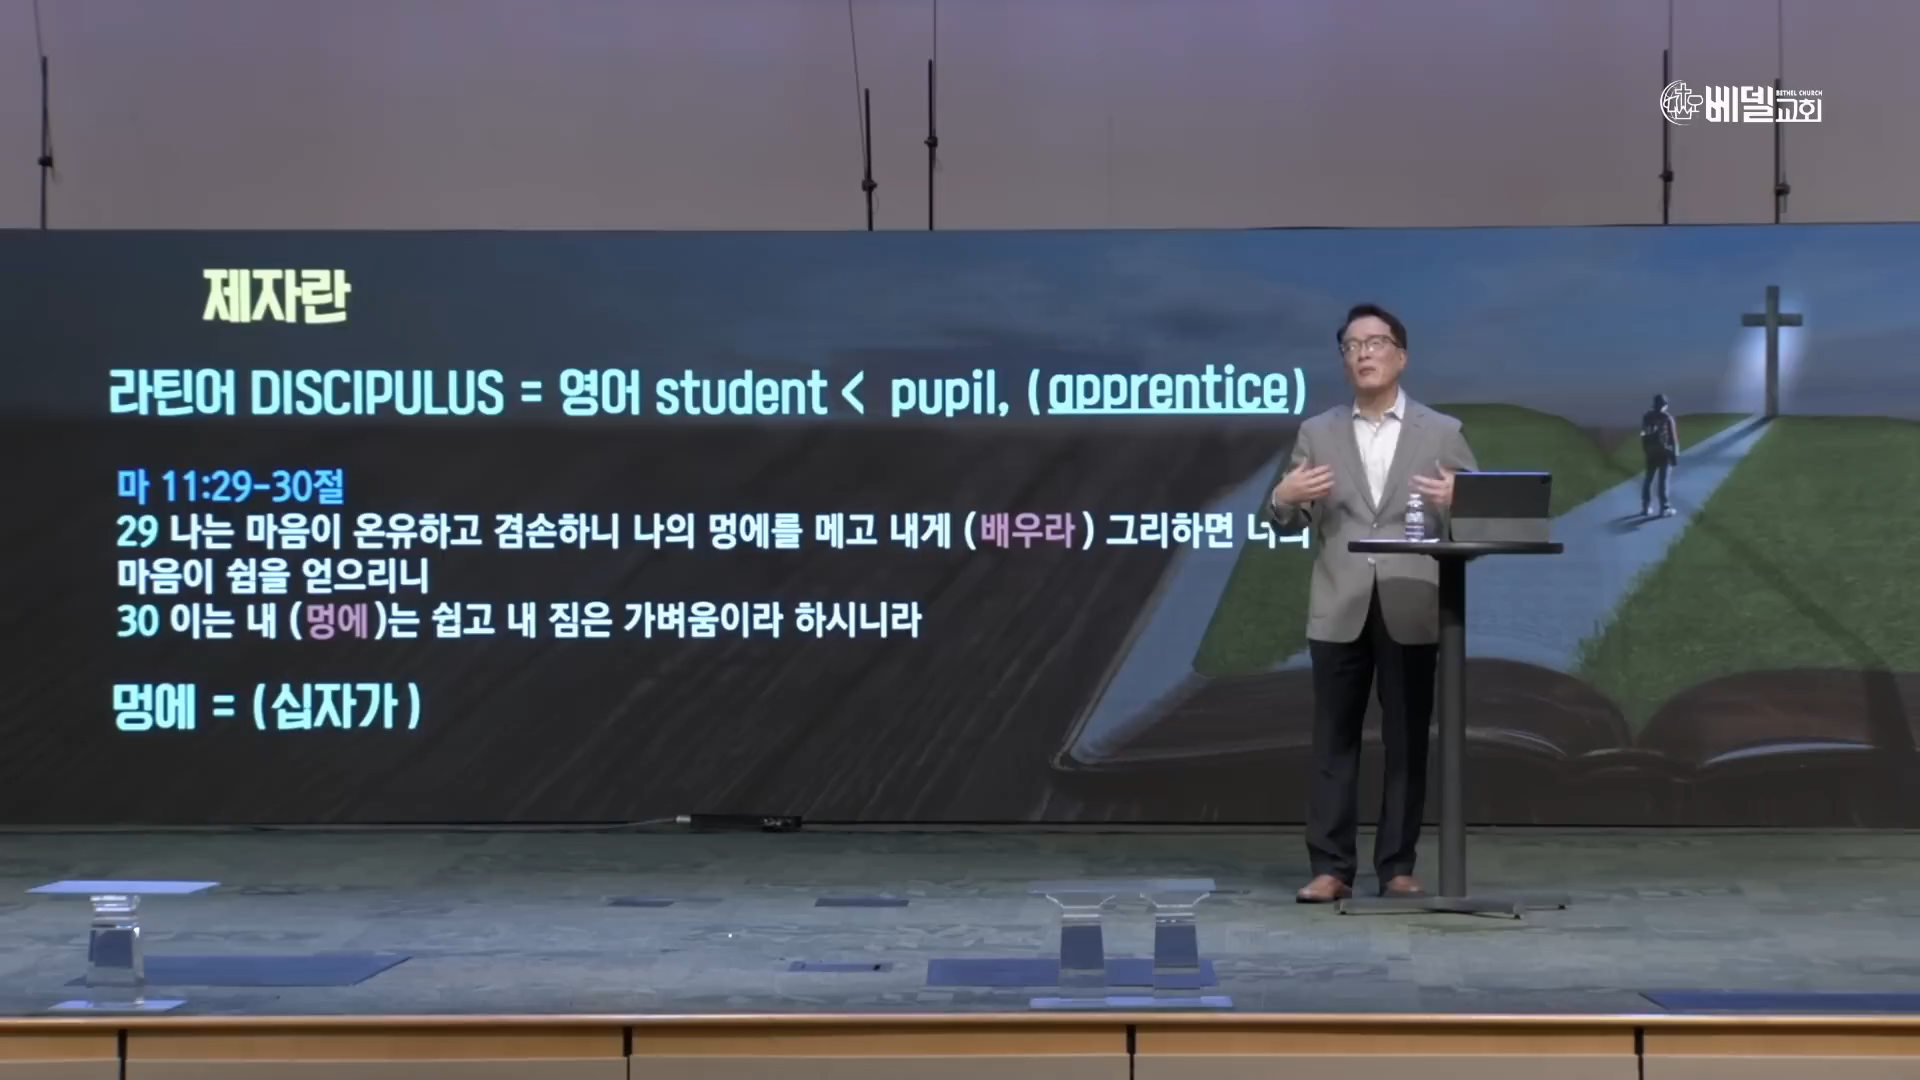 베델교회
BETHEL CHURCH
제자란
라틴어 DISCIPULUS = 영어 student < pupil, (apprentice)
마 11:29-30절
29 나는 마음이 온유하고 겸손하니 나의 멍에를 메고 내게 (배우라) 그리하면
마음이 쉼을 얻으리니
30 이는 내 (멍에)는 쉽고 내 짐은 가벼움이라 하시니라
멍에 = (십자가)